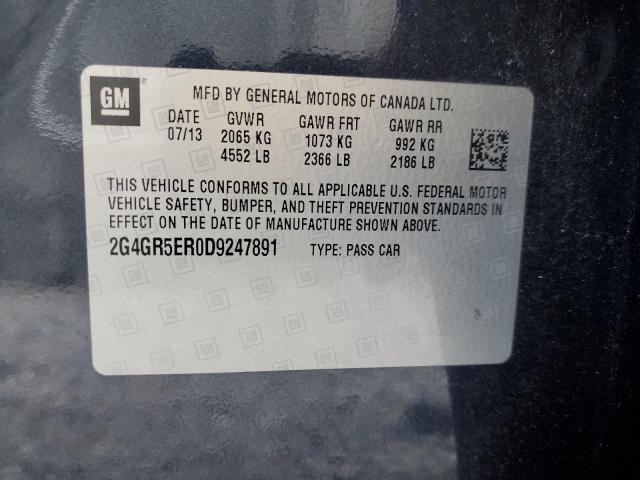 GM
MFD BY GENERAL MOTORS OF CANADA LTD.
DATE GVWR GAWR FRT GAWR RR
07/13 2065 KG 1073 KG 992 KG
4552 LB 2366 LB 2186 LB
THIS VEHICLE CONFORMS TO ALL APPLICABLE U.S. FEDERAL MOTOR
VEHICLE SAFETY, BUMPER, AND THEFT PREVENTION STANDARDS IN
EFFECT ON THE DATE OF MANUFACTURE SHOWN ABOVE.
2G4GR5ER0D9247891 TYPE: PASS CAR